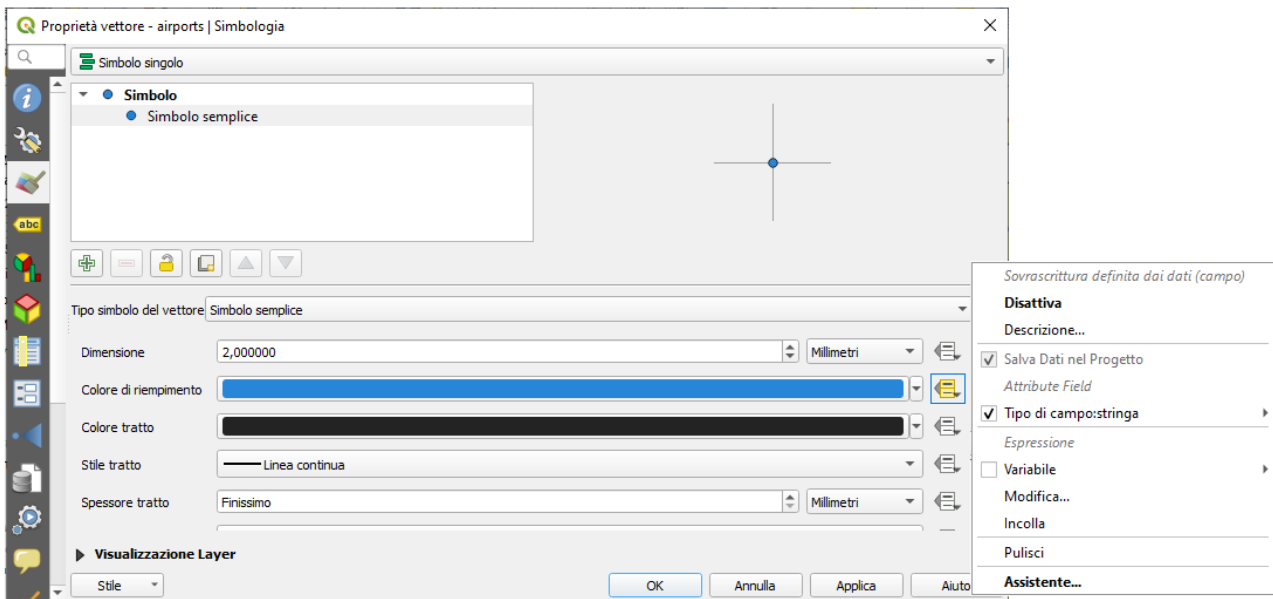 Proprietà vettore - airports | Simbologia
Simbolo singolo
Simbolo
Simbolo semplice
abc
Tipo simbolo del vettore Simbolo semplice
Dimensione 2,000000 Millimetri
Colore di riempimento
Colore tratto
Stile tratto Linea continua
Spessore tratto Finissimo Millimetri
Visualizzazione Layer
Stile OK Annulla Applica Aiuto
Sovrascrittura definita dai dati (campo)
Disattiva
Descrizione...
Salva Dati nel Progetto
Attribute Field
Tipo di campo:stringa
Espressione
Variabile
Modifica...
Incolla
Pulisci
Assistente...